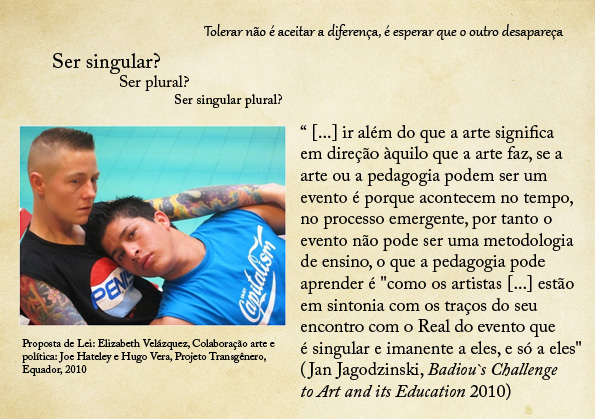 Tolerar não é aceitar a diferença, é esperar que o outro desapareça
Ser singular?
Ser plural?
Ser singular plural?
“ [...] ir além do que a arte significa
em direção àquilo que a arte faz, se a
arte ou a pedagogia podem ser um
evento é porque acontecem no tempo,
no processo emergente, por tanto o
evento não pode ser uma metodologia
de ensino, o que a pedagogia pode
aprender é "como os artistas [...] estão
em sintonia com os traços do seu
encontro com o Real do evento que
é singular e imanente a eles, e só a eles"
(Jan Jagodzinski, Badiou`s Challenge
to Art and its Education 2010)
Capitalism
Proposta de Lei: Elizabeth Velázquez, Colaboração arte e
política: Joe Hateley e Hugo Vera, Projeto Transgênero,
Equador, 2010